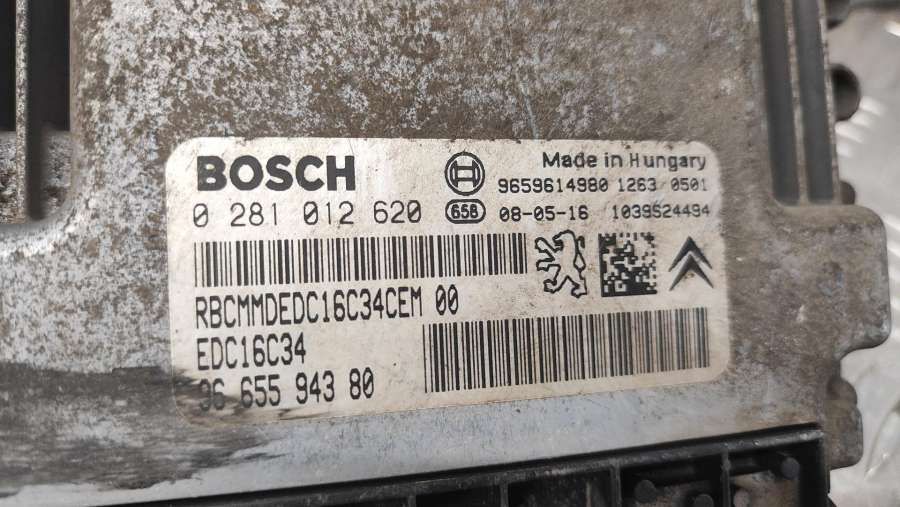 BOSCH
Made in Hungary
9659614980 1263 0501
0 281 012 620 658 08-05-16 1039S24494
RBCMMDEDC16C34CEM 00
EDC16C34
96 655 943 80